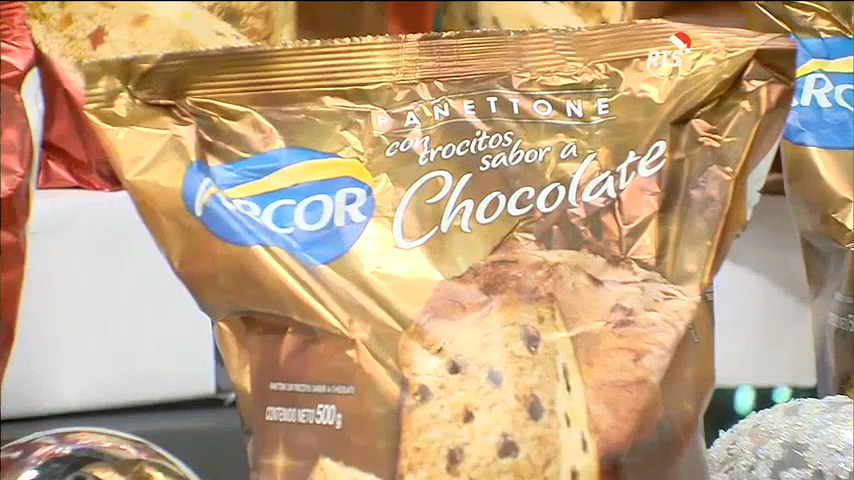 RTS
PANETTONE
con trocitos
sabor a
Chocolate
ARCOR
CONTENIDO NETO 500g